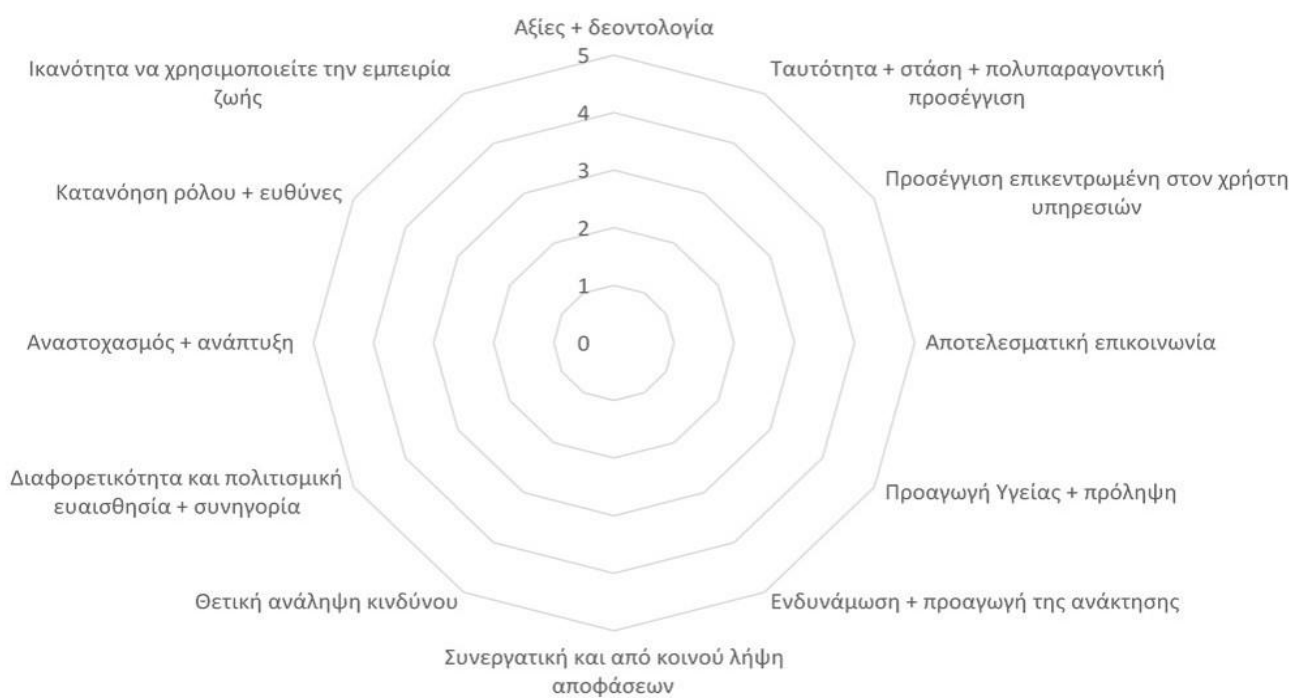 Αξίες + δεοντολογία
Ταυτότητα + στάση + πολυπαραγοντική
προσέγγιση
Προσέγγιση επικεντρωμένη στον χρήστη
υπηρεσιών
Αποτελεσματική επικοινωνία
Προαγωγή Υγείας + πρόληψη
Ενδυνάμωση + προαγωγή της ανάκτησης
Συνεργατική και από κοινού λήψη
αποφάσεων
Θετική ανάληψη κινδύνου
Διαφορετικότητα και πολιτισμική
ευαισθησία + συνηγορία
Αναστοχασμός + ανάπτυξη
Κατανόηση ρόλου + ευθύνες
Ικανότητα να χρησιμοποιείτε την εμπειρία
ζωής
5
4
3
2
1
0